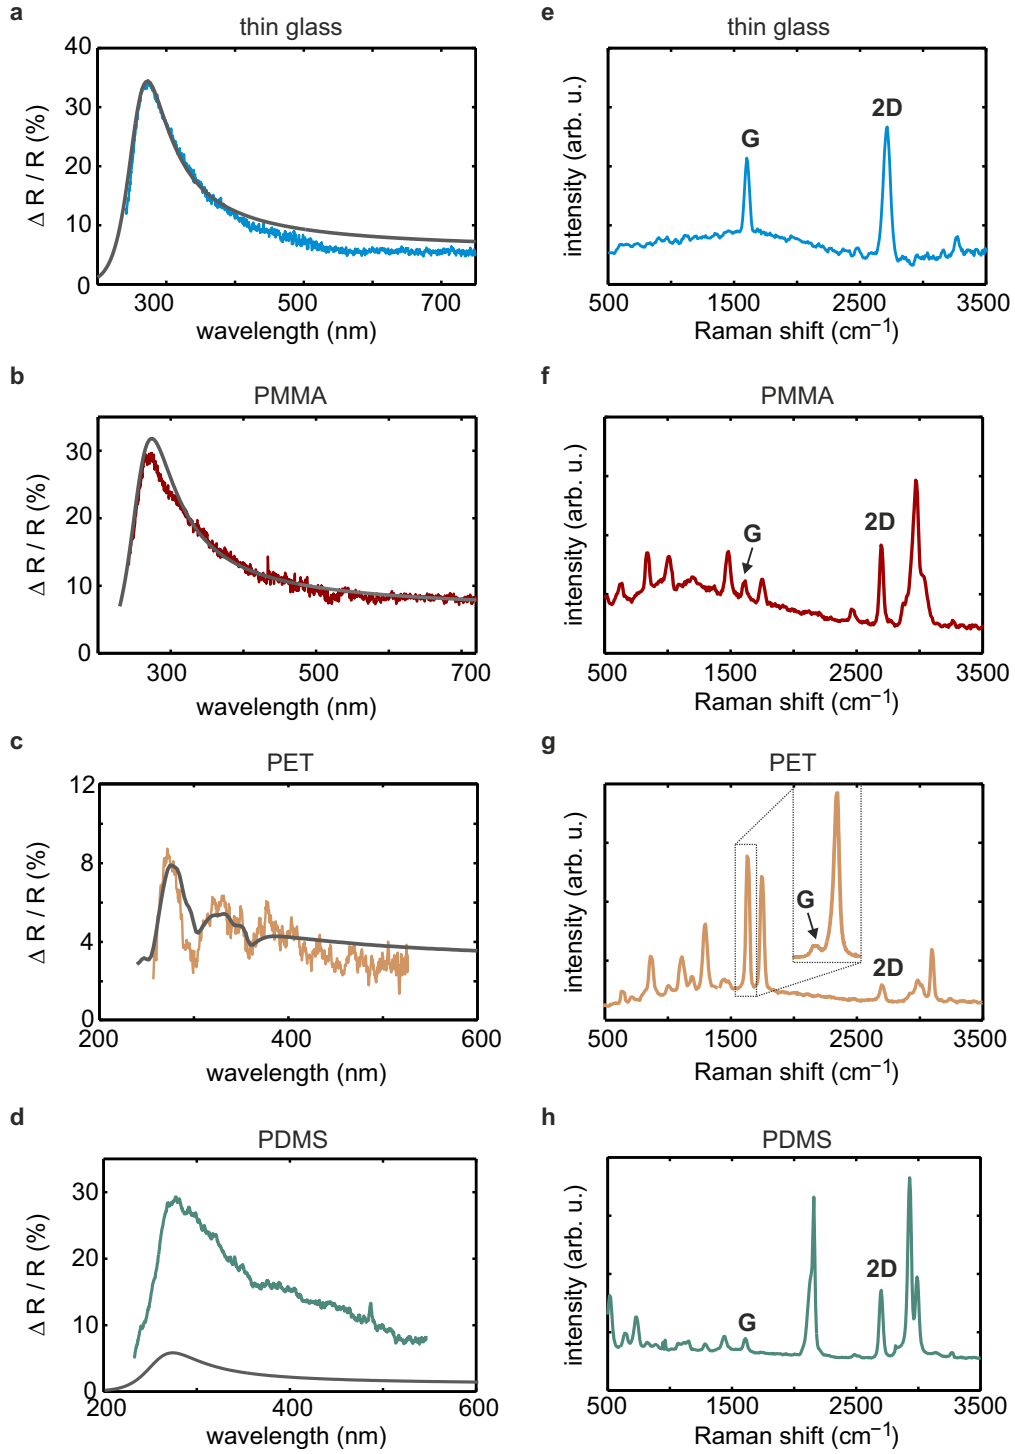 a
thin glass
Δ R / R (%)
40
30
20
10
0
300
500
700
wavelength (nm)
e
thin glass
intensity (arb. u.)
G
2D
500
1500
2500
3500
Raman shift (cm⁻¹)
b
PMMA
Δ R / R (%)
30
20
10
0
300
500
700
wavelength (nm)
f
PMMA
intensity (arb. u.)
G
2D
500
1500
2500
3500
Raman shift (cm⁻¹)
c
PET
Δ R / R (%)
12
8
4
0
200
400
600
wavelength (nm)
g
PET
intensity (arb. u.)
G
2D
500
1500
2500
3500
Raman shift (cm⁻¹)
d
PDMS
Δ R / R (%)
30
20
10
0
200
400
600
wavelength (nm)
h
PDMS
intensity (arb. u.)
G
2D
500
1500
2500
3500
Raman shift (cm⁻¹)